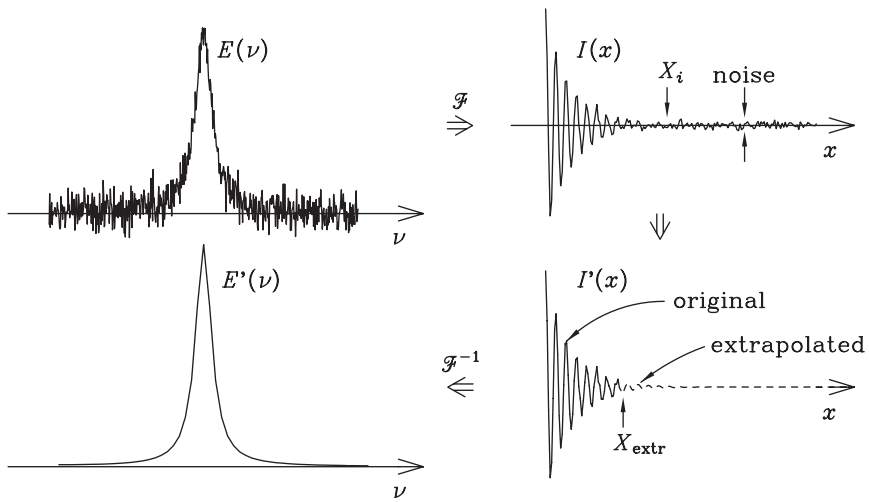 E(ν)
ν
ℱ
I(x)
X_i
noise
x
⇒
I'(x)
original
extrapolated
X_extr
x
ℱ⁻¹
E'(ν)
ν